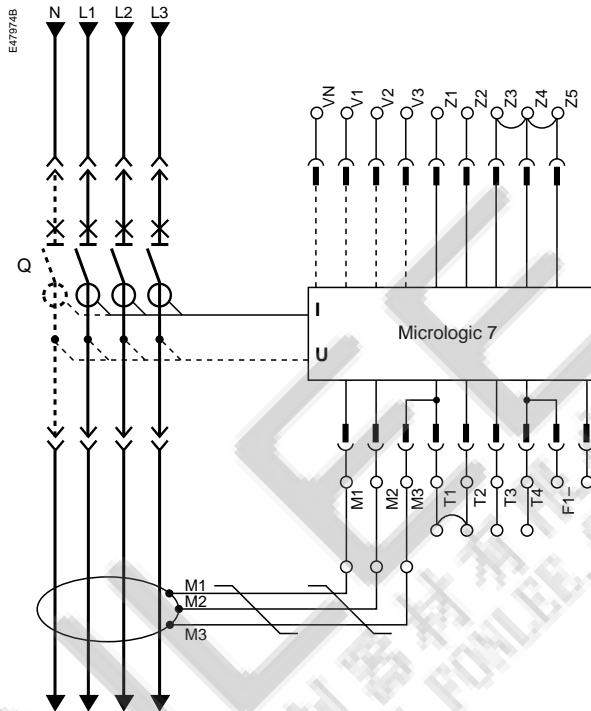 E47974B
N L1 L2 L3
VN V1 V2 V3 Z1 Z2 Z3 Z4 Z5
Q
I
Micrologic 7
U
M1 M2 M3 T1 T2 T3 T4 F1–
M1
M2
M3